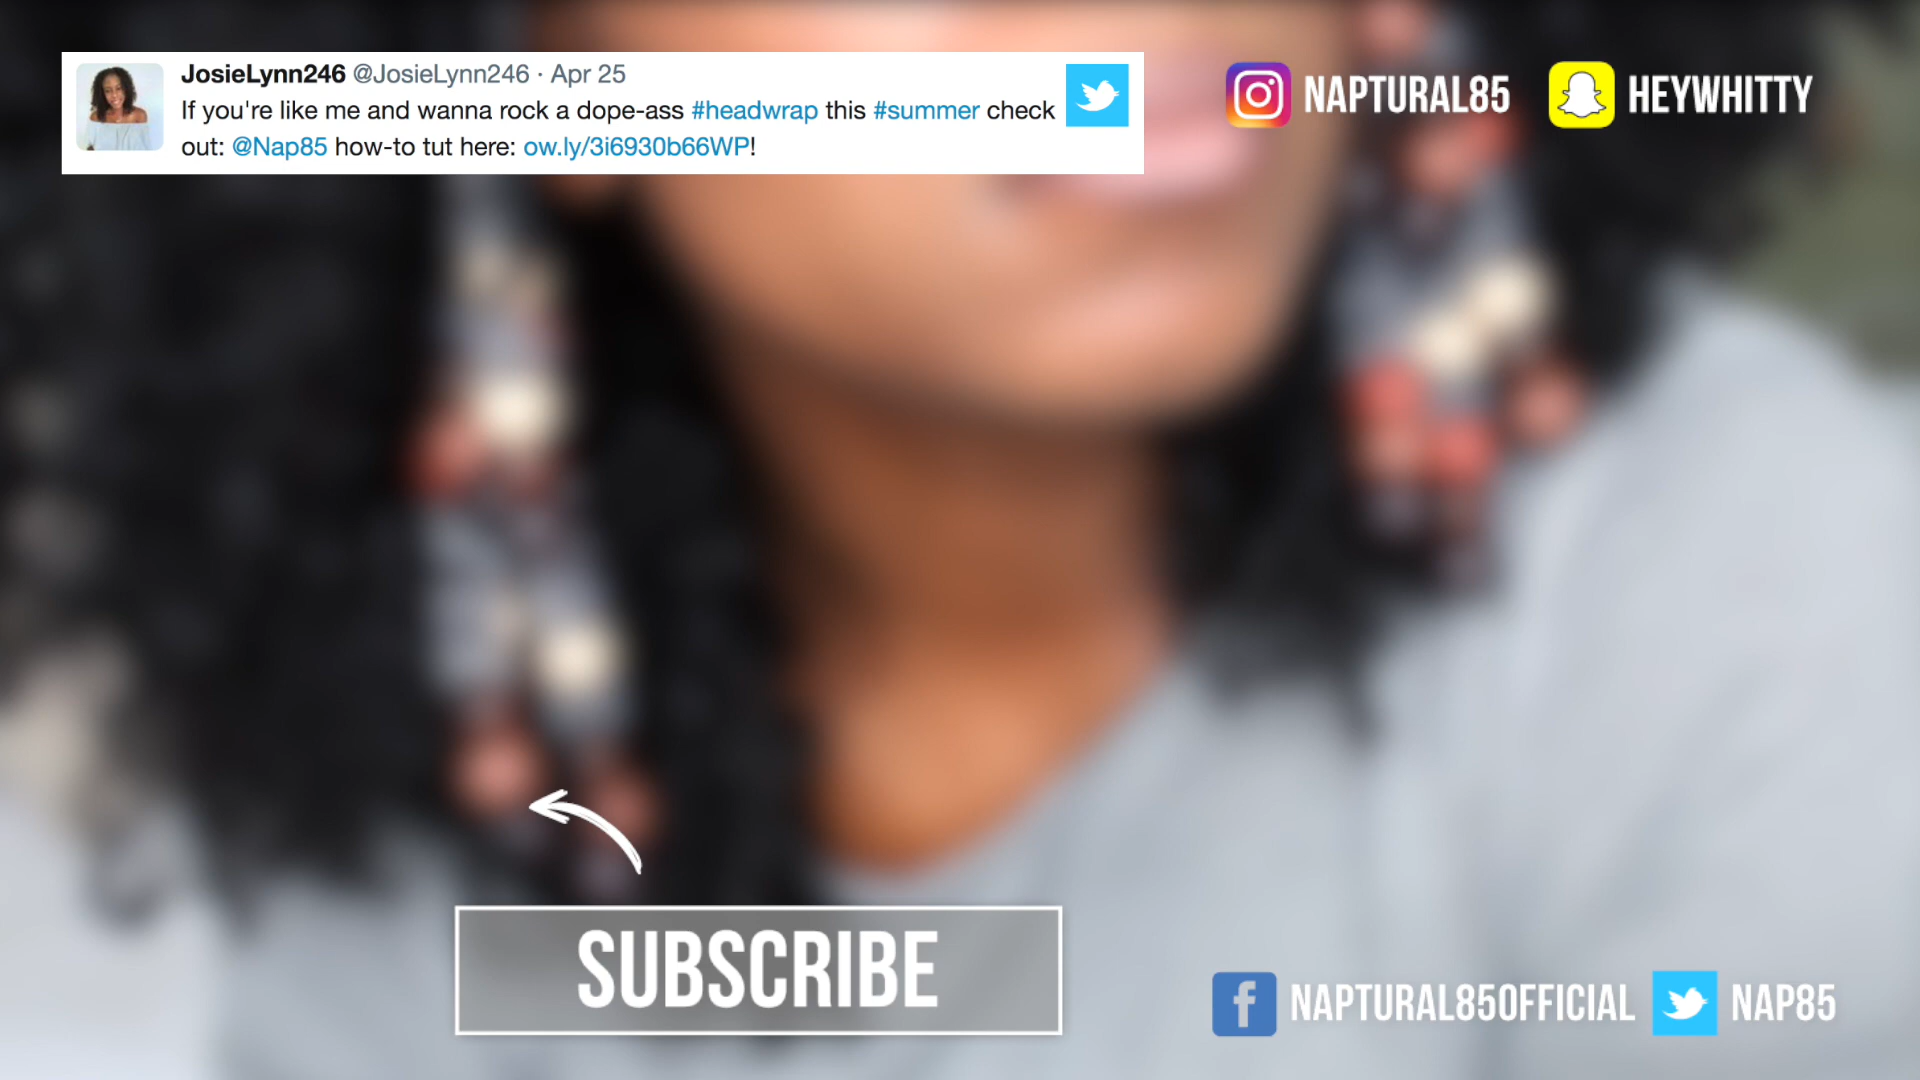 JosieLynn246 @JosieLynn246 · Apr 25
If you're like me and wanna rock a dope-ass #headwrap this #summer check
out: @Nap85 how-to tut here: ow.ly/3i6930b66WP!
NAPTURAL85
HEYWHITTY
SUBSCRIBE
NAPTURAL85OFFICIAL
NAP85